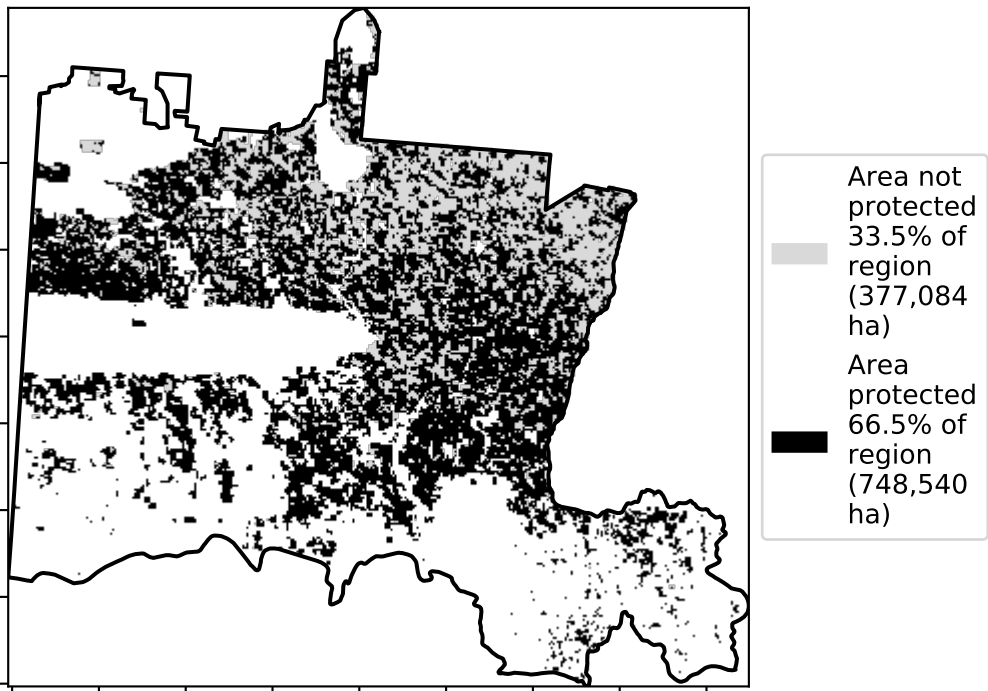 Area not
protected
33.5% of
region
(377,084
ha)
Area
protected
66.5% of
region
(748,540
ha)